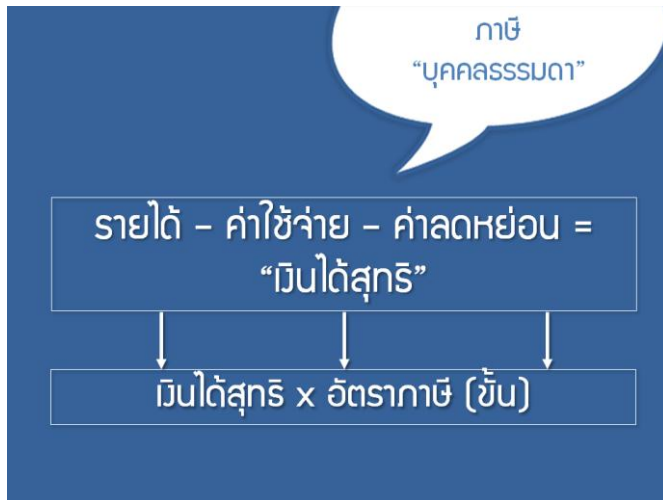 ภาษี
“บุคคลธรรมดา”
รายได้ – ค่าใช้จ่าย – ค่าลดหย่อน =
“เงินได้สุทธิ”
เงินได้สุทธิ x อัตราภาษี (ขั้น)